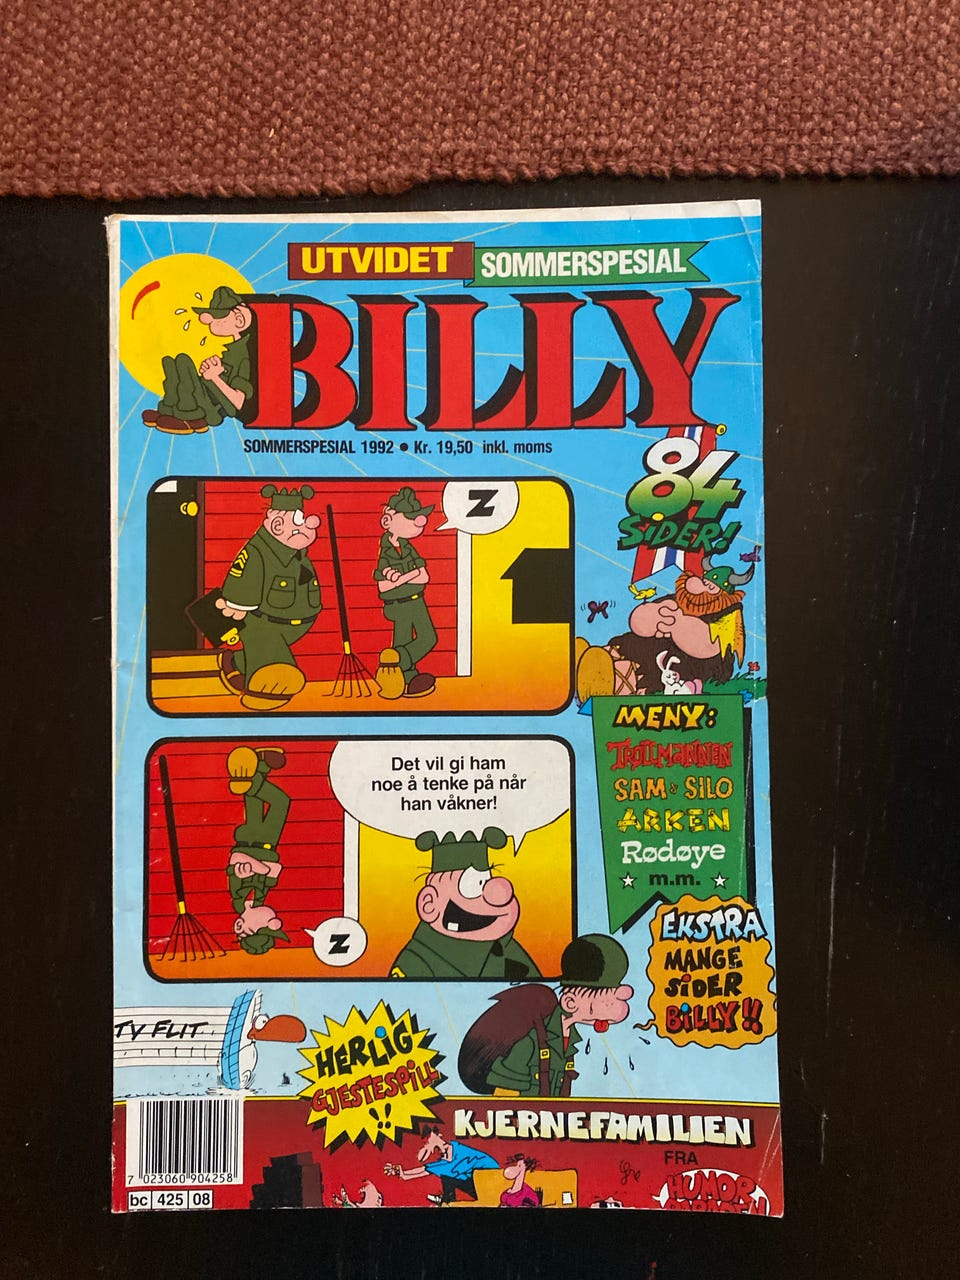 UTVIDET SOMMERSPESIAL
BILLY
SOMMERSPESIAL 1992 • Kr. 19,50 inkl. moms
84
SIDER!
Z
MENY:
TROLLMANNEN
SAM & SILO
ARKEN
Rødøye
★ m.m. ★
Det vil gi ham
noe å tenke på når
han våkner!
Z
EKSTRA
MANGE
SIDER
BILLY!!
TV FLIT
HERLIG
GJESTESPILL
!!
KJERNEFAMILIEN
FRA
HUMOR
7 023060 904258
bc 425 08